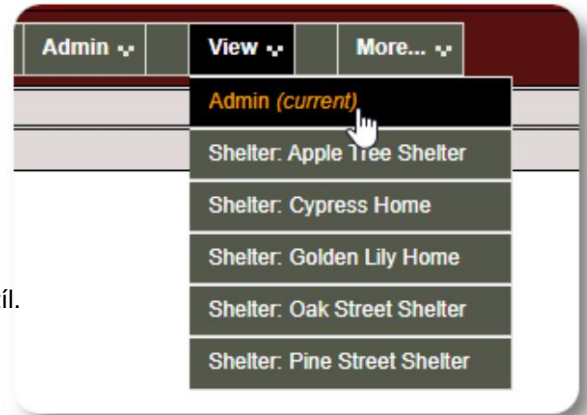 Admin View More...
Admin (current)
Shelter: Apple Tree Shelter
Shelter: Cypress Home
Shelter: Golden Lily Home
íl.
Shelter: Oak Street Shelter
Shelter: Pine Street Shelter